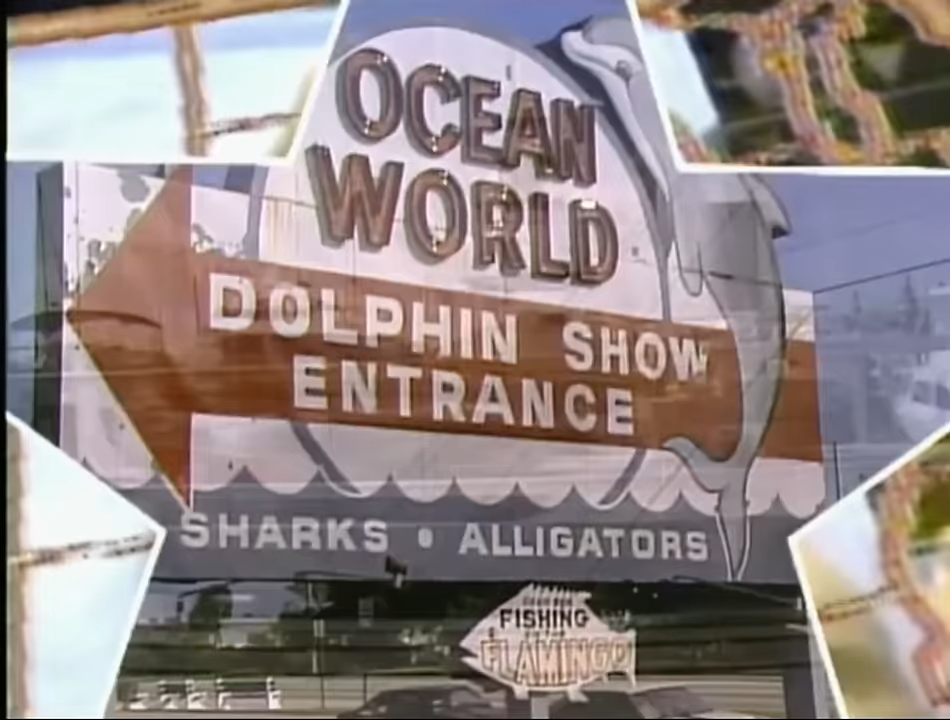 OCEAN
WORLD
DOLPHIN SHOW
ENTRANCE
SHARKS • ALLIGATORS
FISHING
FLAMINGO